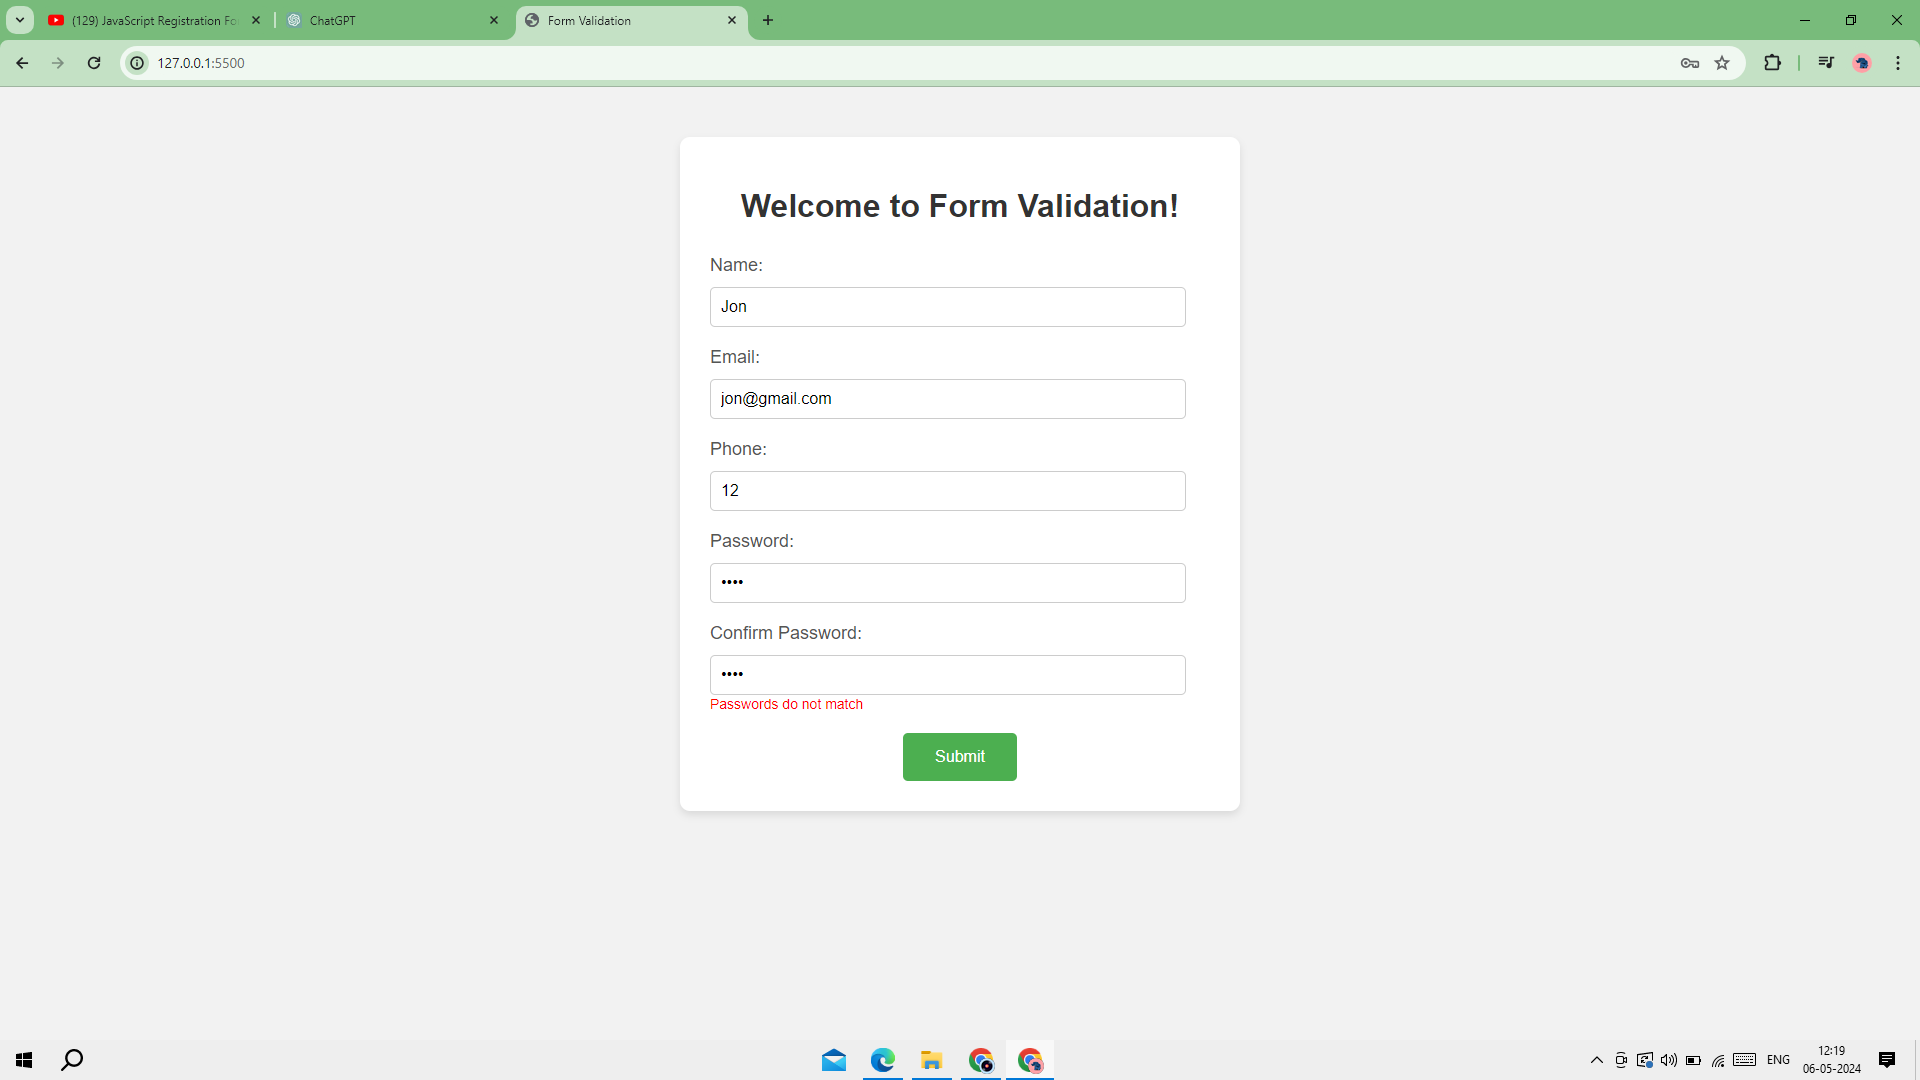 (129) JavaScript Registration Fo
ChatGPT
Form Validation
127.0.0.1:5500
Welcome to Form Validation!
Name:
Jon
Email:
jon@gmail.com
Phone:
12
Password:
••••
Confirm Password:
••••
Passwords do not match
Submit
ENG
12:19
06-05-2024